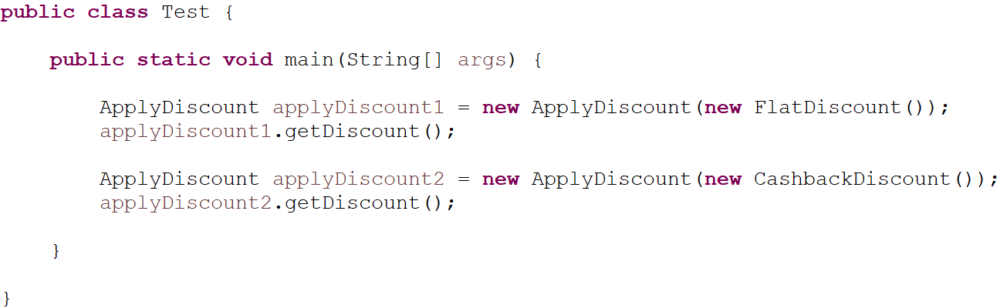 public class Test {
public static void main(String[] args) {
ApplyDiscount applyDiscount1 = new ApplyDiscount(new FlatDiscount());
applyDiscount1.getDiscount();
ApplyDiscount applyDiscount2 = new ApplyDiscount(new CashbackDiscount());
applyDiscount2.getDiscount();
}
}